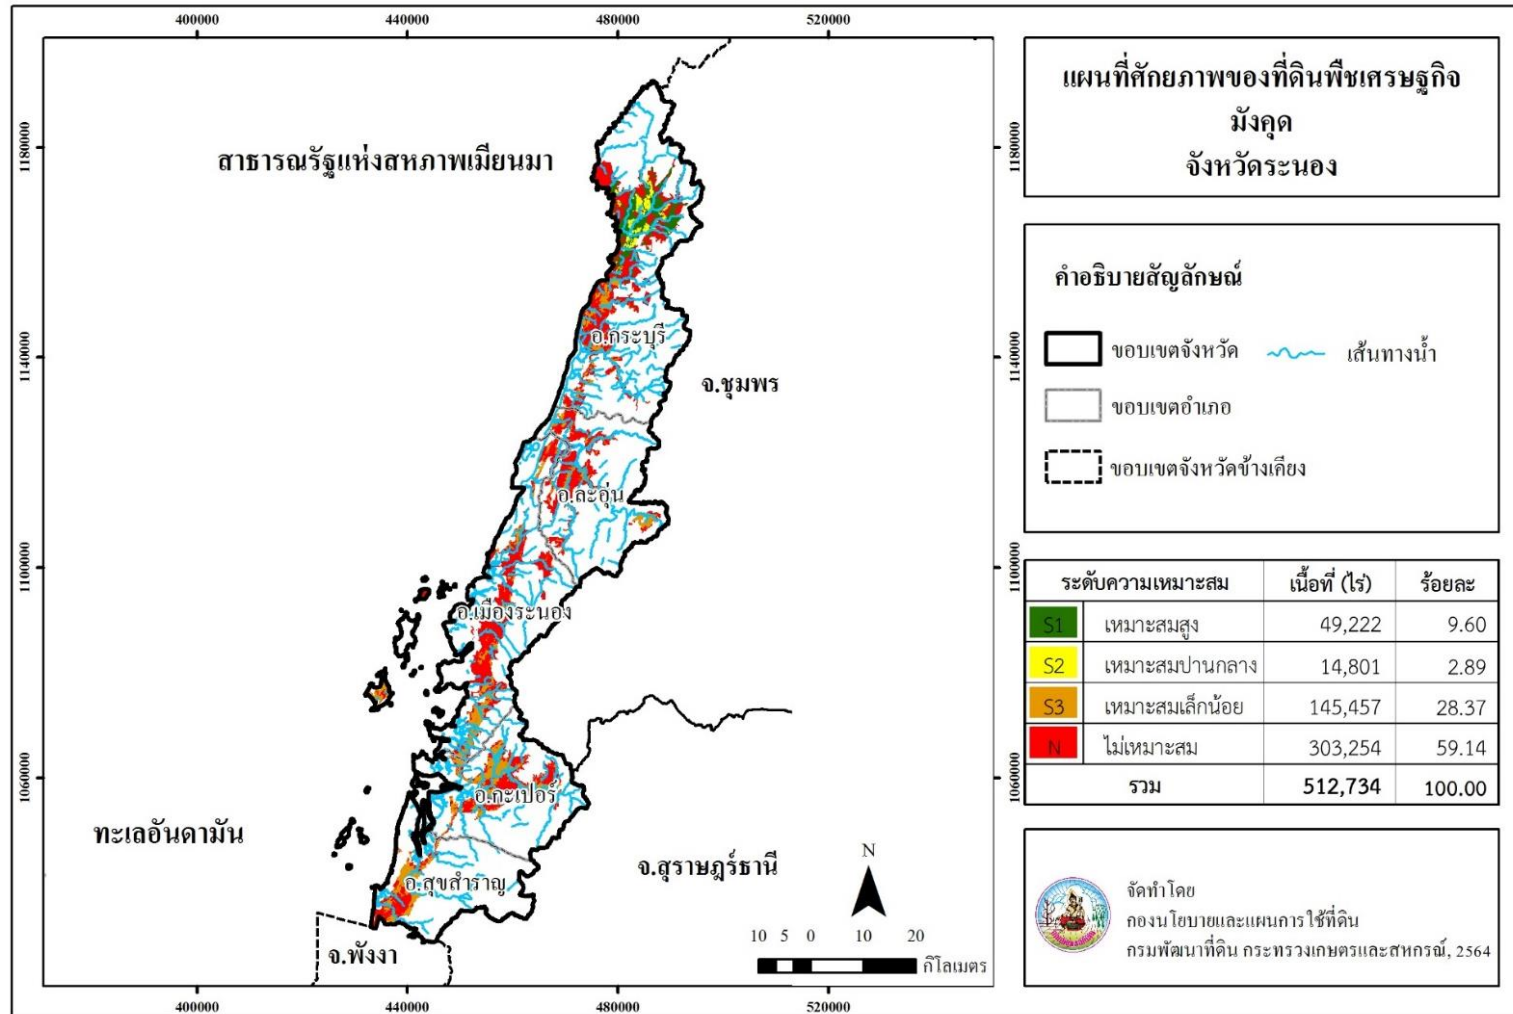 400000 440000 480000 520000
แผนที่ศักยภาพของที่ดินพืชเศรษฐกิจ
มังคุด
จังหวัดระนอง
1180000
1180000
สาธารณรัฐแห่งสหภาพเมียนมา
คำอธิบายสัญลักษณ์
ขอบเขตจังหวัด เส้นทางน้ำ
ขอบเขตอำเภอ
ขอบเขตจังหวัดข้างเคียง
อ.กระบุรี
1140000
1140000
จ.ชุมพร
อ.ละอุ่น
1100000
1100000
อ.เมืองระนอง
ระดับความเหมาะสม เนื้อที่ (ไร่) ร้อยละ
S1 เหมาะสมสูง 49,222 9.60
S2 เหมาะสมปานกลาง 14,801 2.89
S3 เหมาะสมเล็กน้อย 145,457 28.37
N ไม่เหมาะสม 303,254 59.14
รวม 512,734 100.00
1060000
1060000
อ.กะเปอร์
ทะเลอันดามัน
จ.สุราษฎร์ธานี
อ.สุขสำราญ
N
จ.พังงา
10 5 0 10 20
กิโลเมตร
จัดทำโดย
กองนโยบายและแผนการใช้ที่ดิน
กรมพัฒนาที่ดิน กระทรวงเกษตรและสหกรณ์, 2564
400000 440000 480000 520000